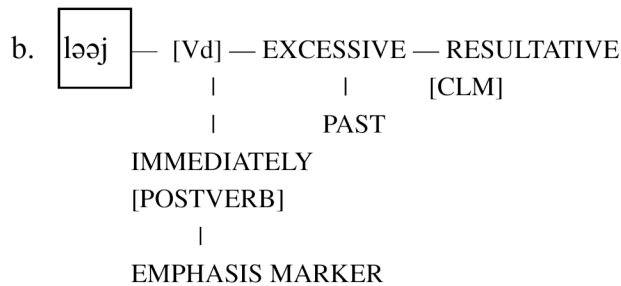 b. ləəj — [Vd] — EXCESSIVE — RESULTATIVE
| | [CLM]
| PAST
IMMEDIATELY
[POSTVERB]
|
EMPHASIS MARKER